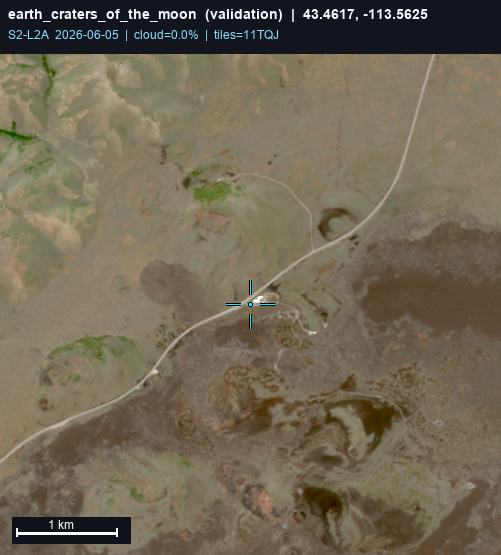 earth_craters_of_the_moon (validation) | 43.4617, -113.5625
S2-L2A 2026-06-05 | cloud=0.0% | tiles=11TQJ
1 km